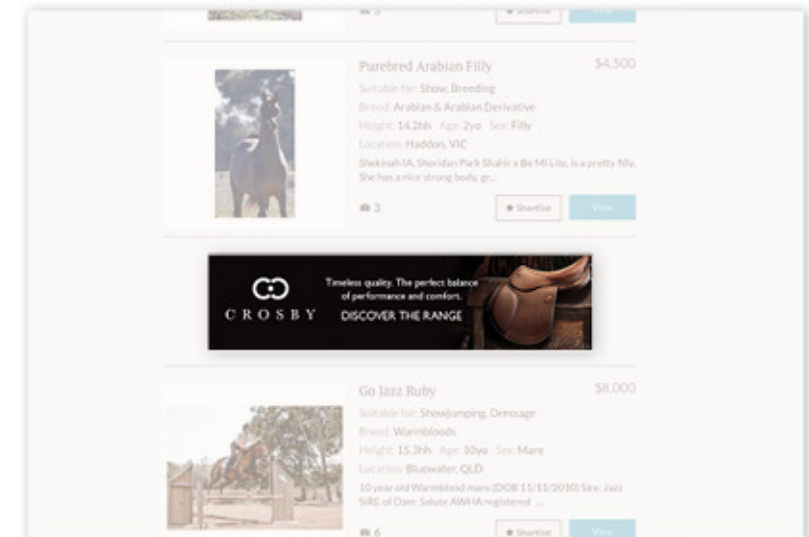 3
Shortlist
View
Purebred Arabian Filly
$4,500
Suitable for: Show, Breeding
Breed: Arabian & Arabian Derivative
Height: 14.2hh Age: 2yo Sex: Filly
Location: Haddon, VIC
Shekinah IA, Sheridan Park Shahir x Be Mi Lite, is a pretty filly.
She has a nice strong body, gr...
3
Shortlist
View
CROSBY
Timeless quality. The perfect balance
of performance and comfort.
DISCOVER THE RANGE
Go Jazz Ruby
$8,000
Suitable for: Showjumping, Dressage
Breed: Warmbloods
Height: 15.3hh Age: 10yo Sex: Mare
Location: Bluewater, QLD
10 year old Warmblood mare (DOB 11/11/2010) Sire: Jazz
SIRE of Dam: Salute AWHA registered ...
6
Shortlist
View